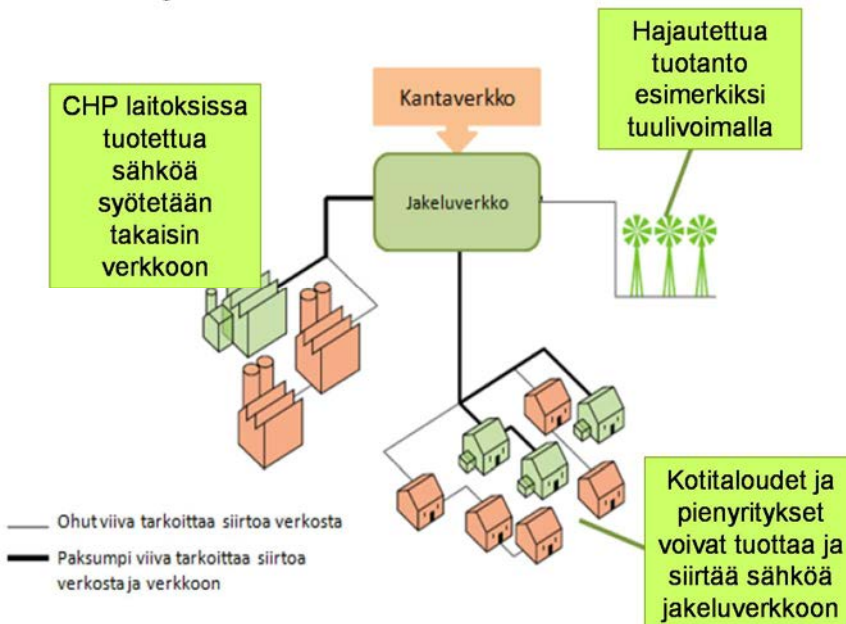 Hajautettua
tuotanto
esimerkiksi
tuulivoimalla
Kantaverkko
CHP laitoksissa
tuotettua
sähköä
syötetään
takaisin
verkkoon
Jakeluverkko
Ohut viiva tarkoittaa siirtoa verkosta
Paksumpi viiva tarkoittaa siirtoa
verkosta ja verkkoon
Kotitaloudet ja
pienyritykset
voivat tuottaa ja
siirtää sähköä
jakeluverkkoon